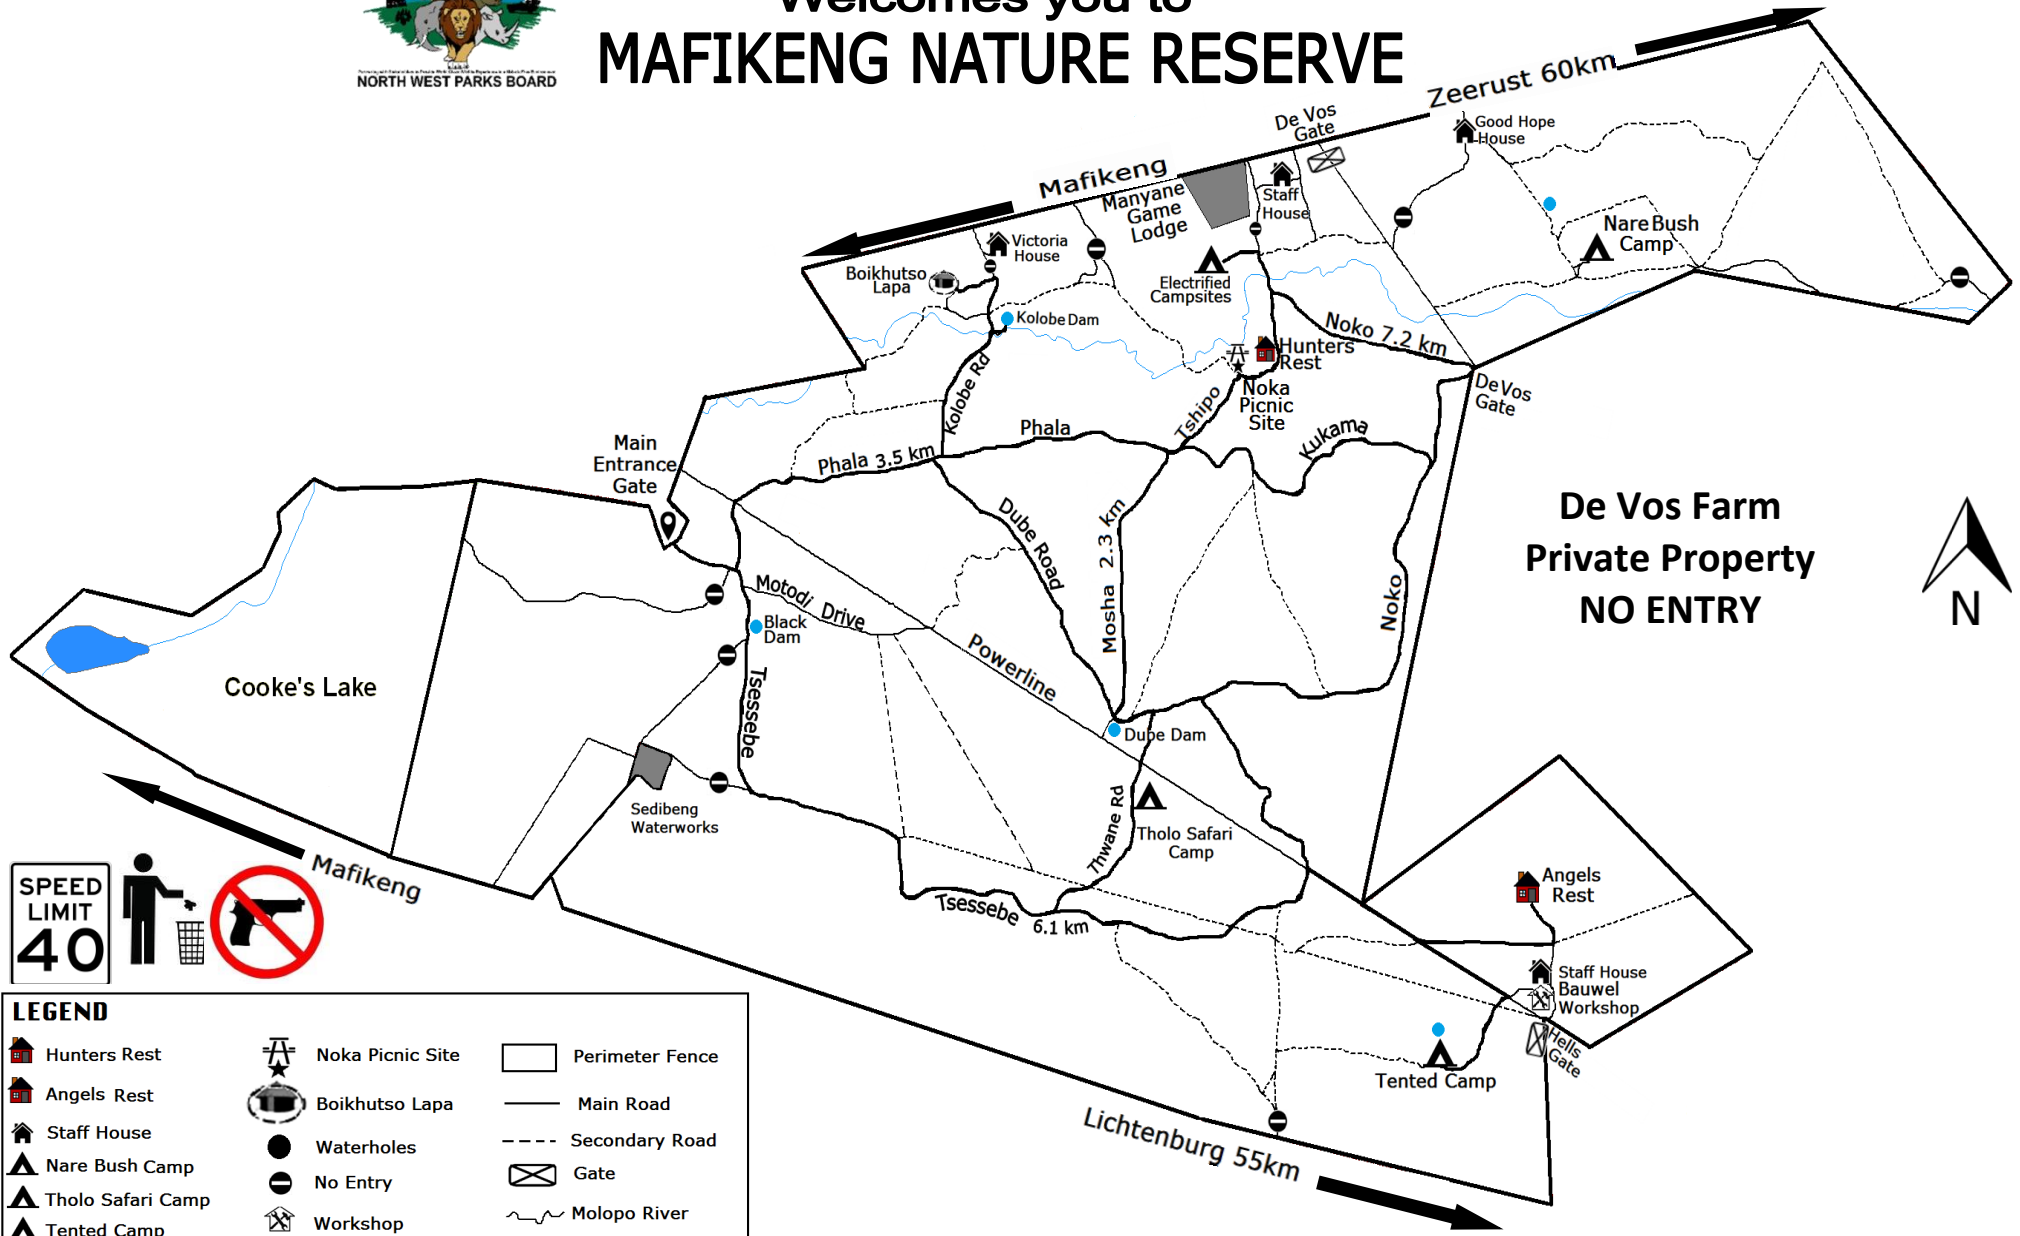 Welcomes you to
MAFIKENG NATURE RESERVE
NORTH WEST PARKS BOARD
Zeerust 60km
De Vos
Gate
Good Hope
House
Mafikeng
Manyane
Game
Lodge
Staff
House
Nare Bush
Camp
Victoria
House
Boikhutso
Lapa
Electrified
Campsites
Kolobe Dam
Noko 7.2 km
Hunters
Rest
Kolobe Rd
Noka
Picnic
Site
De Vos
Gate
Tshipo
Phala
Kukama
Main
Entrance
Gate
Phala 3.5 km
De Vos Farm
Private Property
NO ENTRY
N
Dube Road
Mosha 2.3 km
Noko
Motodi Drive
Black
Dam
Powerline
Cooke's Lake
Tsesssebe
Dube Dam
Sedibeng
Waterworks
Thwane Rd
Tholo Safari
Camp
Mafikeng
Tsessebe 6.1 km
Angels
Rest
SPEED
LIMIT
40
Staff House
Bauwel
Workshop
Hells
Gate
Tented Camp
Lichtenburg 55km
LEGEND
Hunters Rest
Angels Rest
Staff House
Nare Bush Camp
Tholo Safari Camp
Tented Camp
Noka Picnic Site
Boikhutso Lapa
Waterholes
No Entry
Workshop
Perimeter Fence
Main Road
Secondary Road
Gate
Molopo River